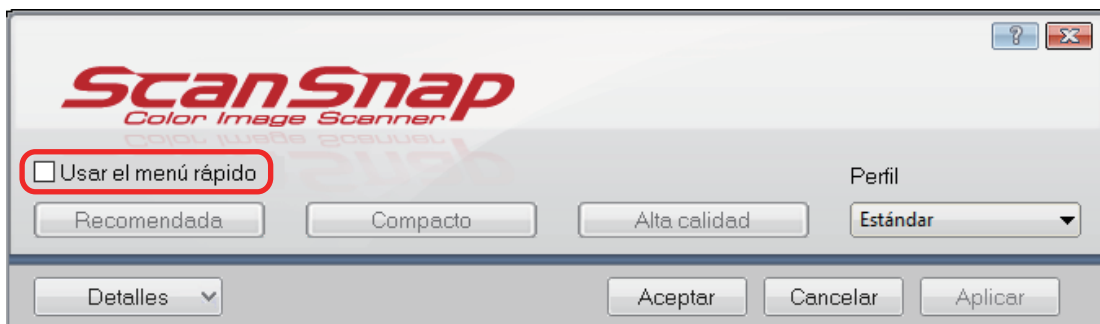 ?
ScanSnap
Color Image Scanner
Usar el menú rápido
Perfil
Recomendada Compacto Alta calidad Estándar
Detalles Aceptar Cancelar Aplicar